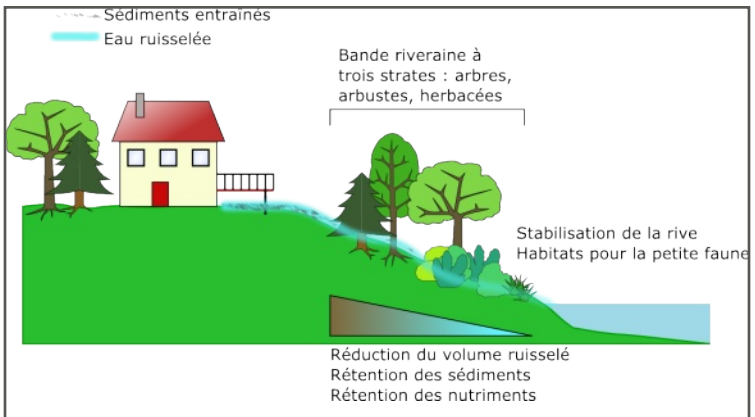 Sédiments entraînés
Eau ruisselée
Bande riveraine à
trois strates : arbres,
arbustes, herbacées
Stabilisation de la rive
Habitats pour la petite faune
Réduction du volume ruisselé
Rétention des sédiments
Rétention des nutriments